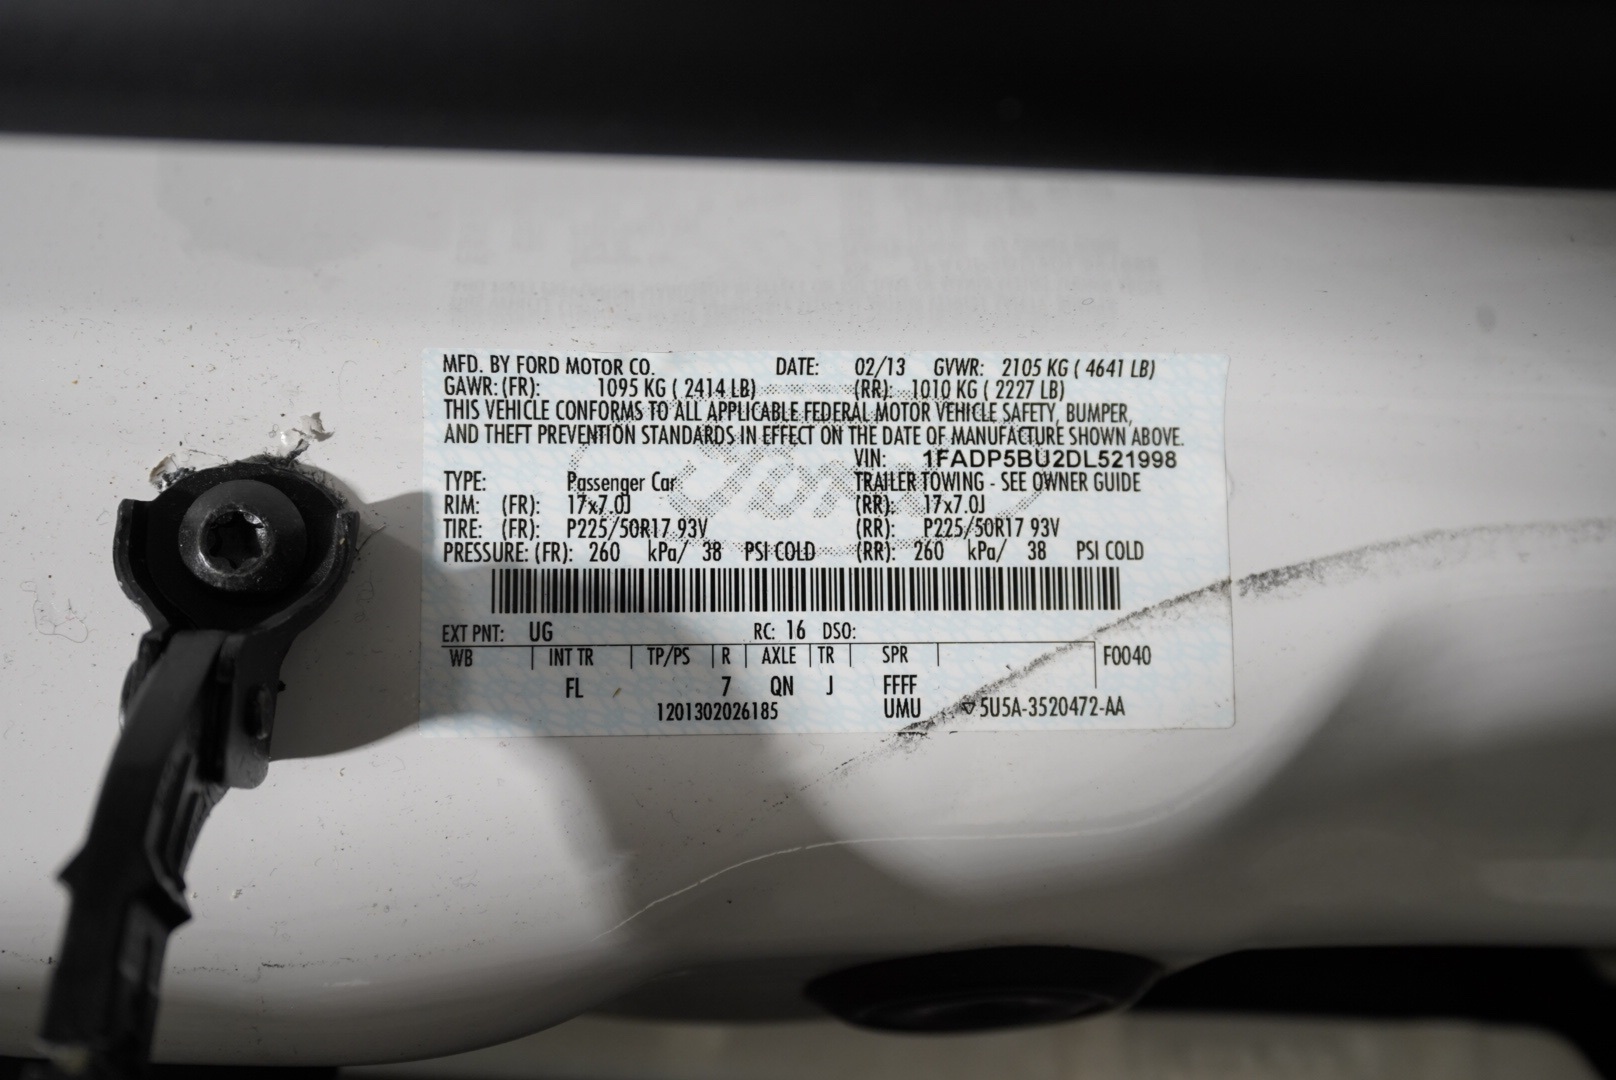 MFD. BY FORD MOTOR CO. DATE: 02/13 GVWR: 2105 KG ( 4641 LB)
GAWR: (FR): 1095 KG ( 2414 LB) (RR): 1010 KG ( 2227 LB)
THIS VEHICLE CONFORMS TO ALL APPLICABLE FEDERAL MOTOR VEHICLE SAFETY, BUMPER,
AND THEFT PREVENTION STANDARDS IN EFFECT ON THE DATE OF MANUFACTURE SHOWN ABOVE.
VIN: 1FADP5BU2DL521998
TYPE: Passenger Car TRAILER TOWING - SEE OWNER GUIDE
RIM: (FR): 17x7.0J (RR): 17x7.0J
TIRE: (FR): P225/50R17 93V (RR): P225/50R17 93V
PRESSURE: (FR): 260 kPa/ 38 PSI COLD (RR): 260 kPa/ 38 PSI COLD
EXT PNT: UG RC: 16 DSO:
WB INT TR TP/PS R AXLE TR SPR F0040
FL 7 QN J FFFF
1201302026185 UMU ▽5U5A-3520472-AA
Ford